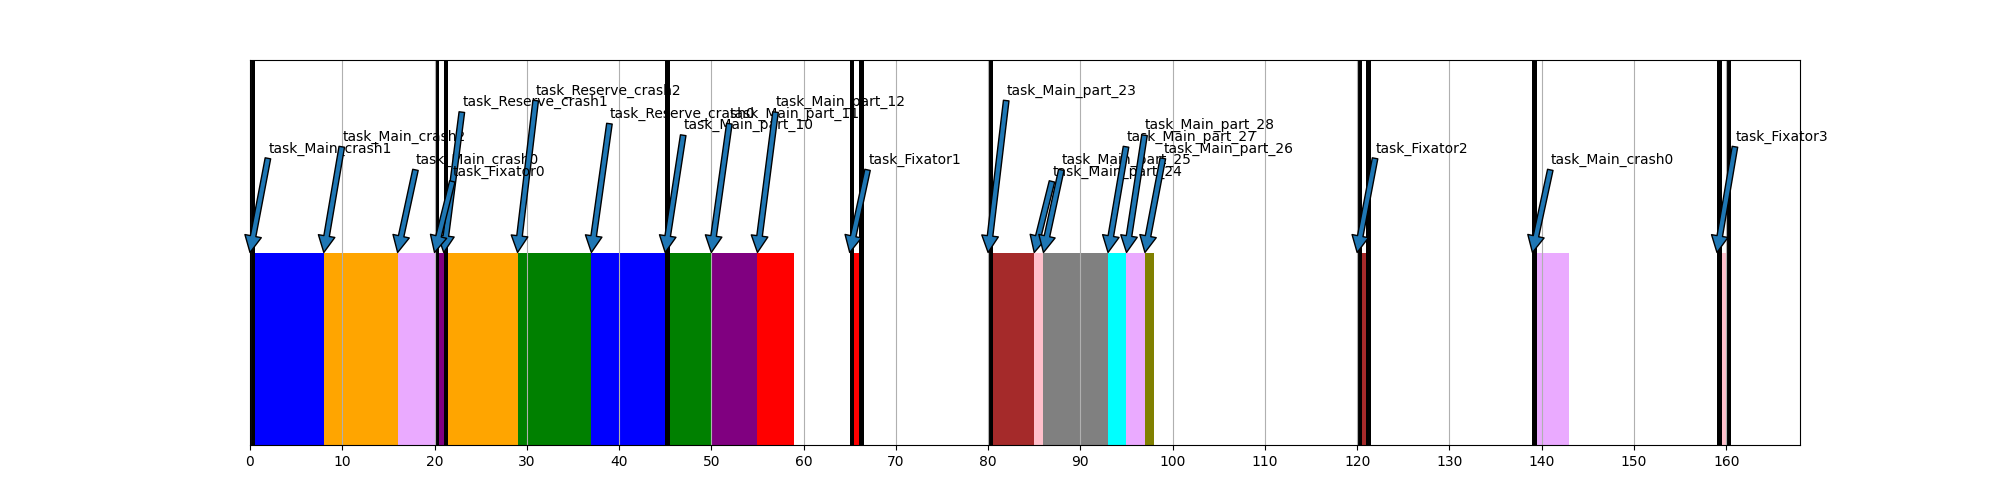 task_Reserve_crash2
task_Main_part_23
task_Reserve_crash1
task_Main_part_12
task_Reserve_crash0
task_Main_part_11
task_Main_part_10
task_Main_part_28
task_Main_crash2
task_Main_part_27
task_Fixator3
task_Main_crash1
task_Main_part_26
task_Fixator2
task_Main_crash0
task_Fixator1
task_Main_part_25
task_Main_crash0
task_Fixator0
task_Main_part_24
0 10 20 30 40 50 60 70 80 90 100 110 120 130 140 150 160